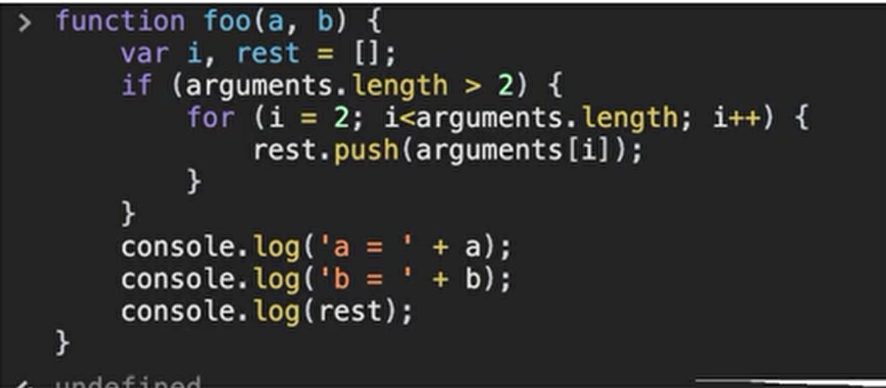 > function foo(a, b) {
var i, rest = [];
if (arguments.length > 2) {
for (i = 2; i<arguments.length; i++) {
rest.push(arguments[i]);
}
}
console.log('a = ' + a);
console.log('b = ' + b);
console.log(rest);
}
undefined